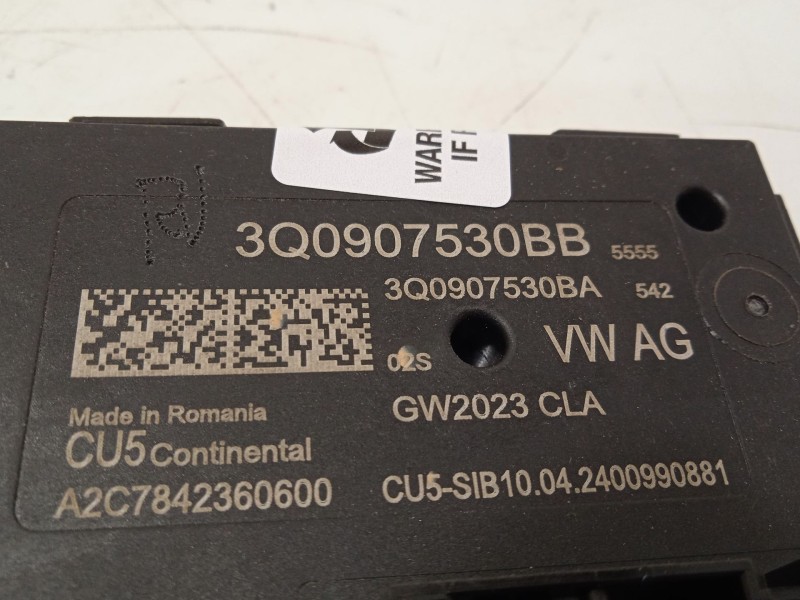 WAR
IF
3Q0907530BB 5555
3Q0907530BA 542
02S
VW AG
GW2023 CLA
Made in Romania
CU5 Continental
A2C7842360600
CU5-SIB10.04.2400990881